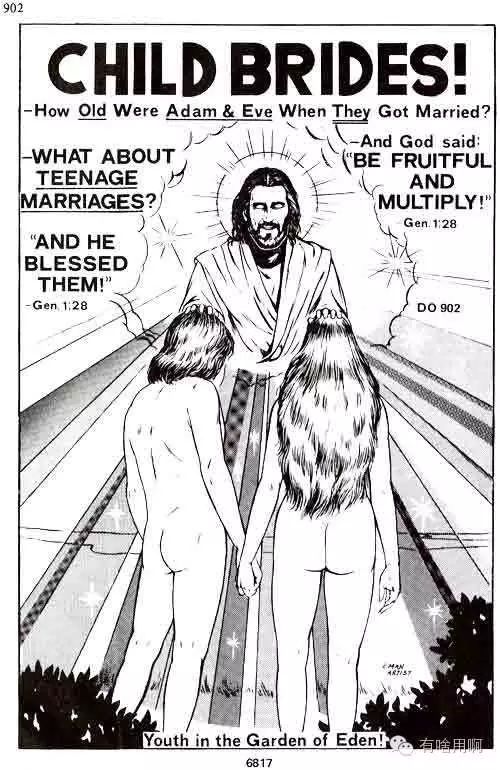 902
CHILD BRIDES!
–How Old Were Adam & Eve When They Got Married?
–WHAT ABOUT
TEENAGE
MARRIAGES?
"AND HE
BLESSED
THEM!"
–Gen. 1:28
–And God said:
"BE FRUITFUL
AND
MULTIPLY!"
–Gen. 1:28
DO 902
EMAN
ARTIST
Youth in the Garden of Eden!
有啥用啊
6817